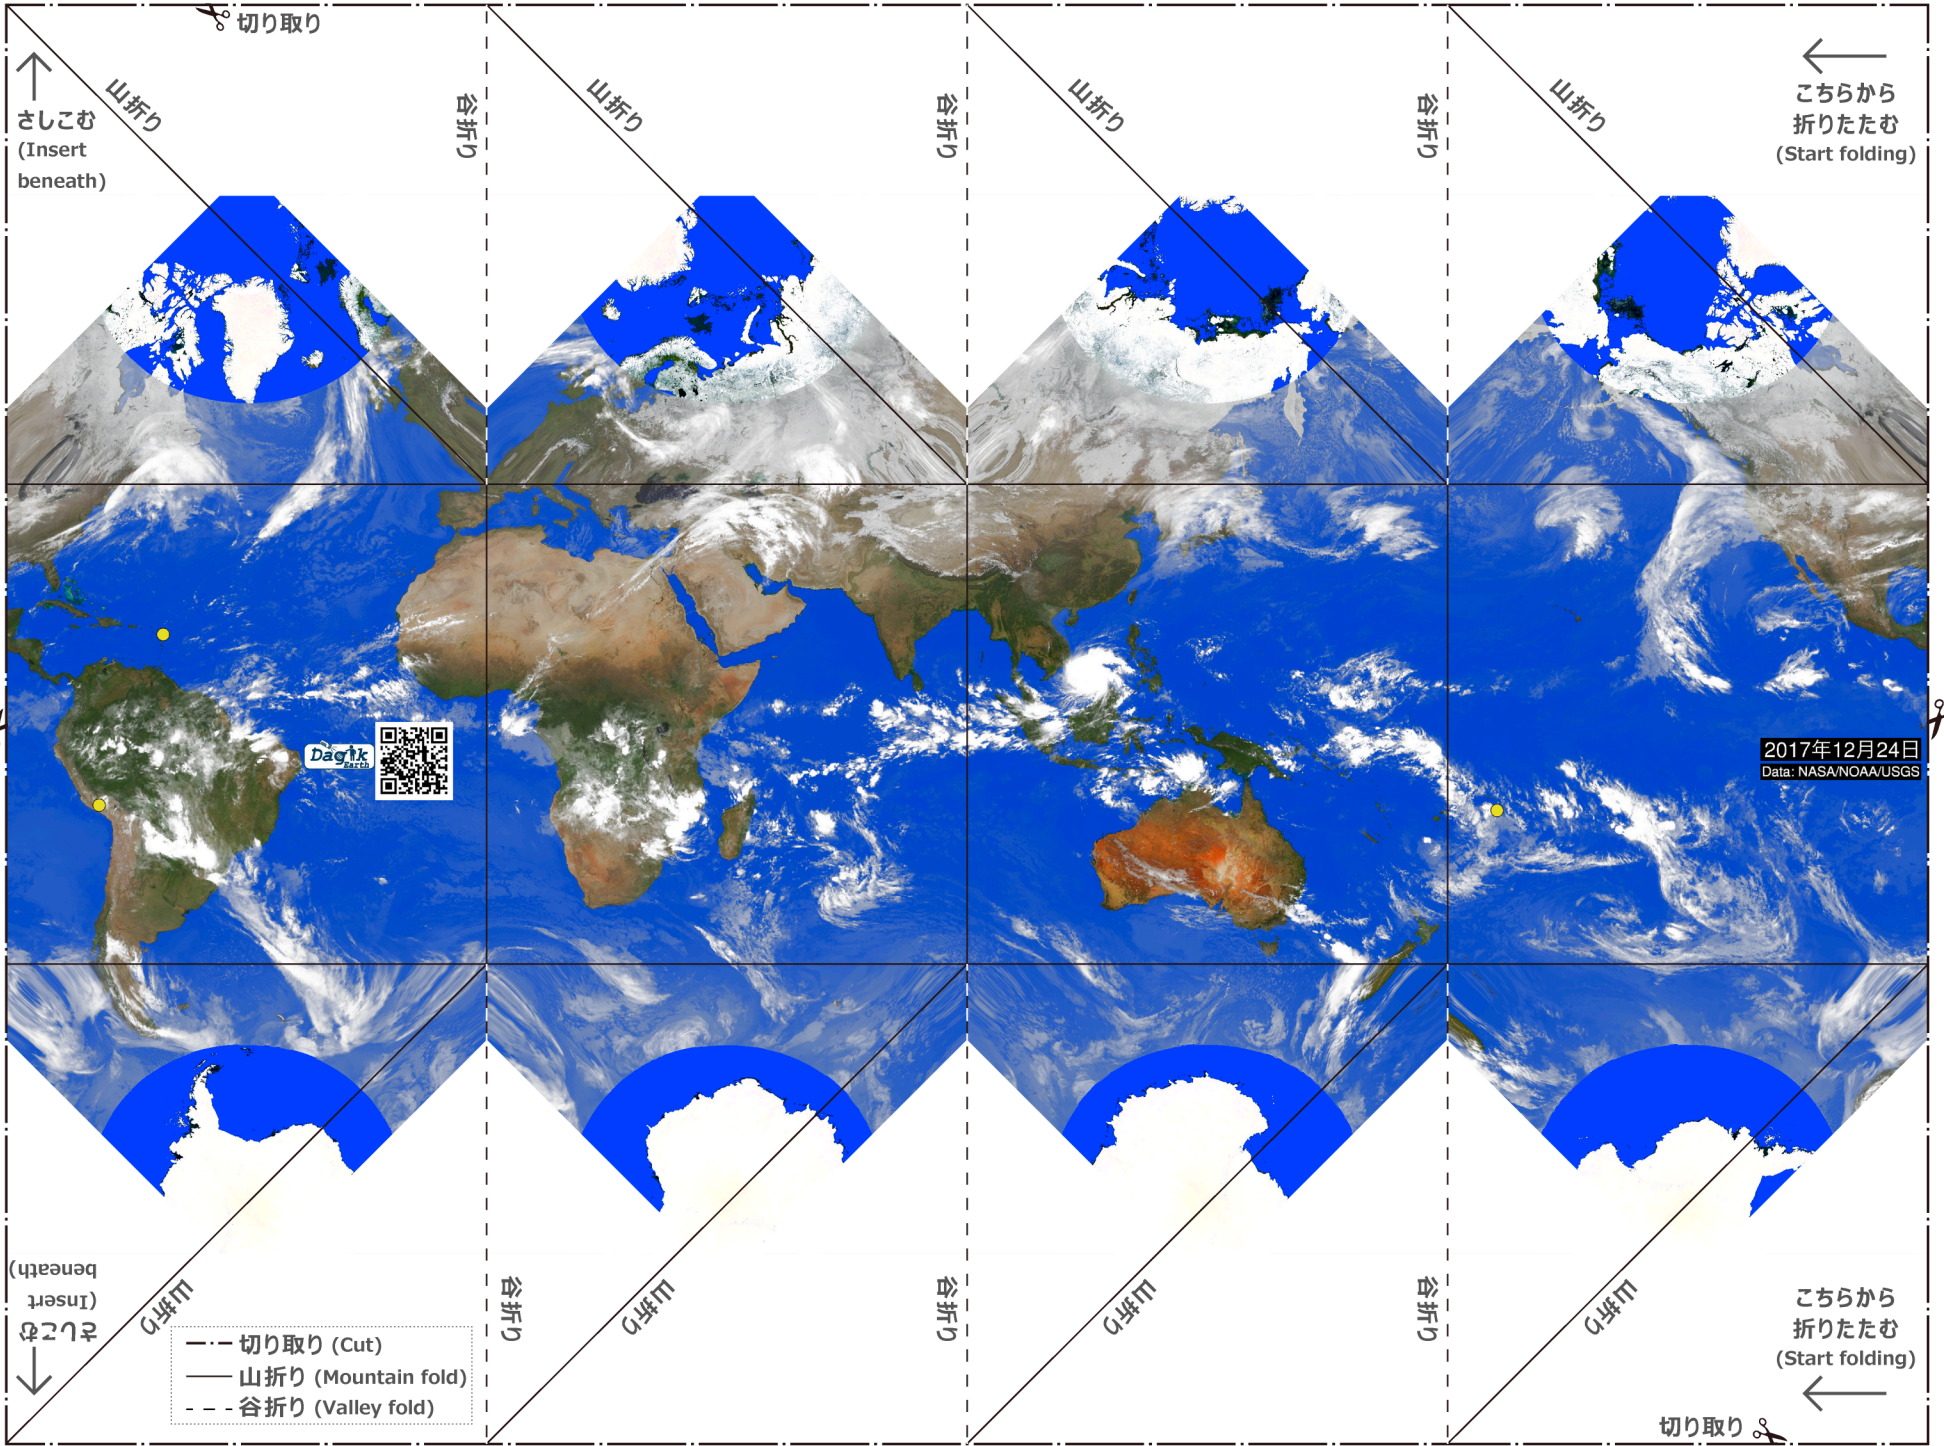 切り取り
さしこむ
(Insert
beneath)
山折り
谷折り
山折り
谷折り
山折り
谷折り
山折り
こちらから
折りたたむ
(Start folding)
Dagik
Earth
2017年12月24日
Data: NASA/NOAA/USGS
さしこむ
(Insert
beneath)
山折り
谷折り
山折り
谷折り
山折り
谷折り
山折り
こちらから
折りたたむ
(Start folding)
切り取り (Cut)
山折り (Mountain fold)
谷折り (Valley fold)
切り取り